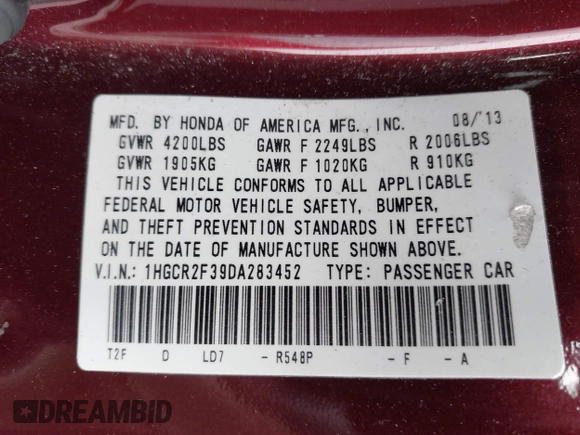 MFD. BY HONDA OF AMERICA MFG., INC. 08/'13
GVWR 4200LBS GAWR F 2249LBS R 2006LBS
GVWR 1905KG GAWR F 1020KG R 910KG
THIS VEHICLE CONFORMS TO ALL APPLICABLE
FEDERAL MOTOR VEHICLE SAFETY, BUMPER,
AND THEFT PREVENTION STANDARDS IN EFFECT
ON THE DATE OF MANUFACTURE SHOWN ABOVE.
V.I.N.: 1HGCR2F39DA283452 TYPE: PASSENGER CAR
T2F D LD7 - R548P - F - A
DREAMBID